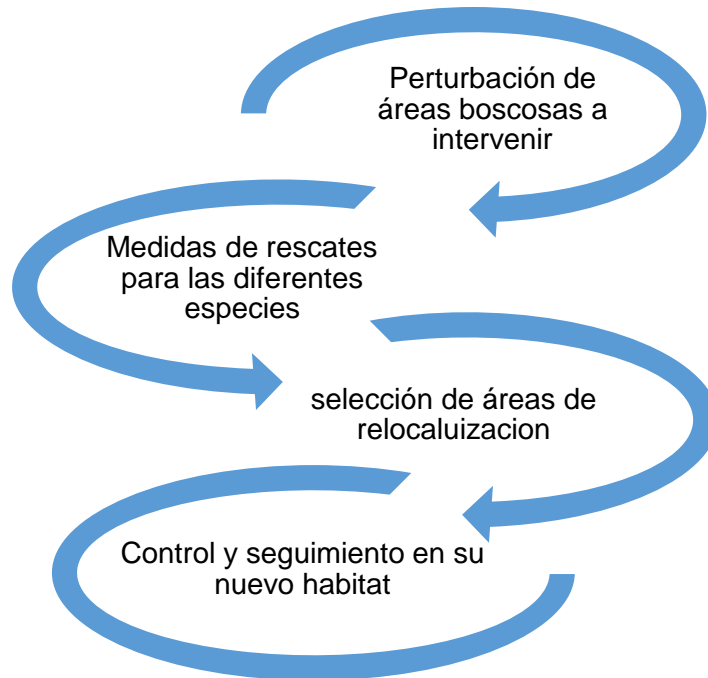 Perturbación de
áreas boscosas a
intervenir
Medidas de rescates
para las diferentes
especies
selección de áreas de
relocaluizacion
Control y seguimiento en su
nuevo habitat